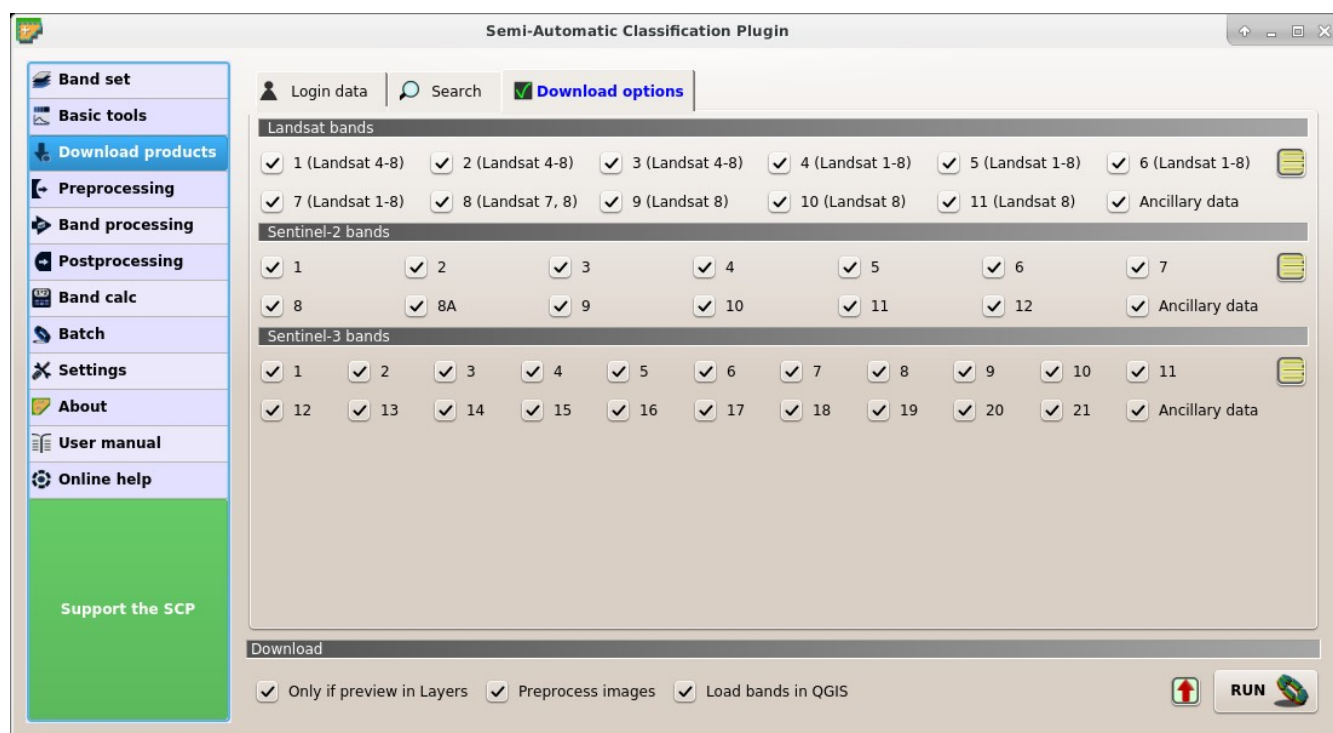 Semi-Automatic Classification Plugin
Band set
Basic tools
Download products
Preprocessing
Band processing
Postprocessing
Band calc
Batch
Settings
About
User manual
Online help
Support the SCP
Login data Search Download options
Landsat bands
1 (Landsat 4-8) 2 (Landsat 4-8) 3 (Landsat 4-8) 4 (Landsat 1-8) 5 (Landsat 1-8) 6 (Landsat 1-8)
7 (Landsat 1-8) 8 (Landsat 7, 8) 9 (Landsat 8) 10 (Landsat 8) 11 (Landsat 8) Ancillary data
Sentinel-2 bands
1 2 3 4 5 6 7
8 8A 9 10 11 12 Ancillary data
Sentinel-3 bands
1 2 3 4 5 6 7 8 9 10 11
12 13 14 15 16 17 18 19 20 21 Ancillary data
Download
Only if preview in Layers Preprocess images Load bands in QGIS RUN